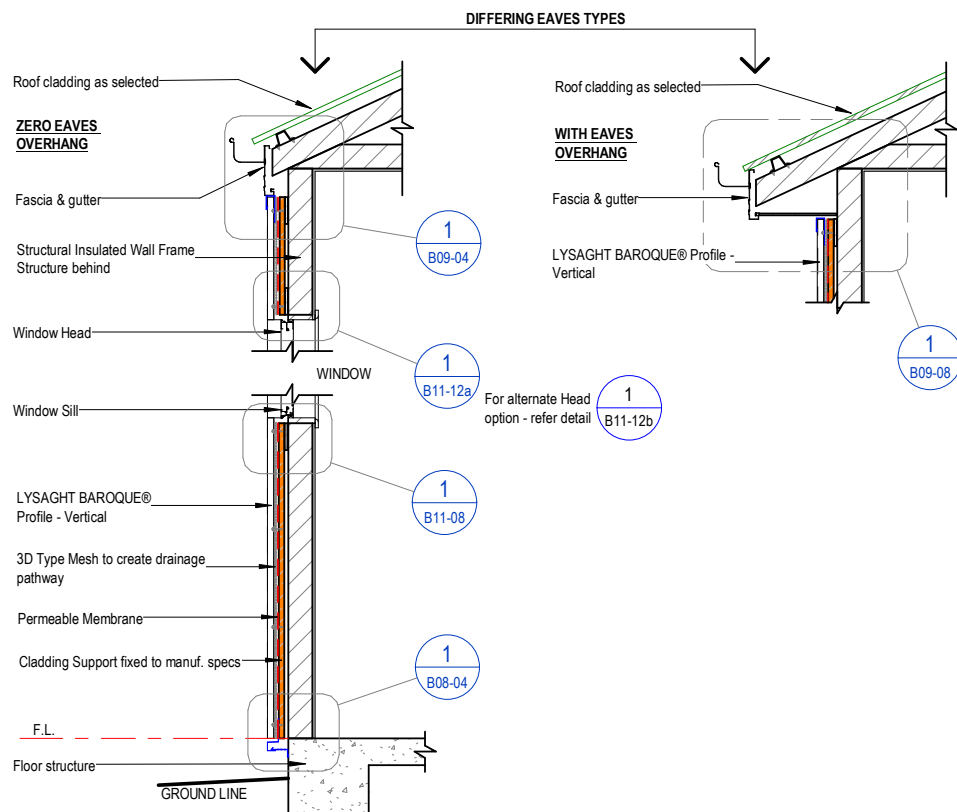 DIFFERING EAVES TYPES
Roof cladding as selected
ZERO EAVES
OVERHANG
Fascia & gutter
Structural Insulated Wall Frame
Structure behind
1
B09-04
Window Head
WINDOW
1
B11-12a
Window Sill
For alternate Head
option - refer detail
1
B11-12b
LYSAGHT BAROQUE®
Profile - Vertical
1
B11-08
3D Type Mesh to create drainage
pathway
Permeable Membrane
Cladding Support fixed to manuf. specs
1
B08-04
F.L.
Floor structure
GROUND LINE
Roof cladding as selected
WITH EAVES
OVERHANG
Fascia & gutter
LYSAGHT BAROQUE® Profile -
Vertical
1
B09-08